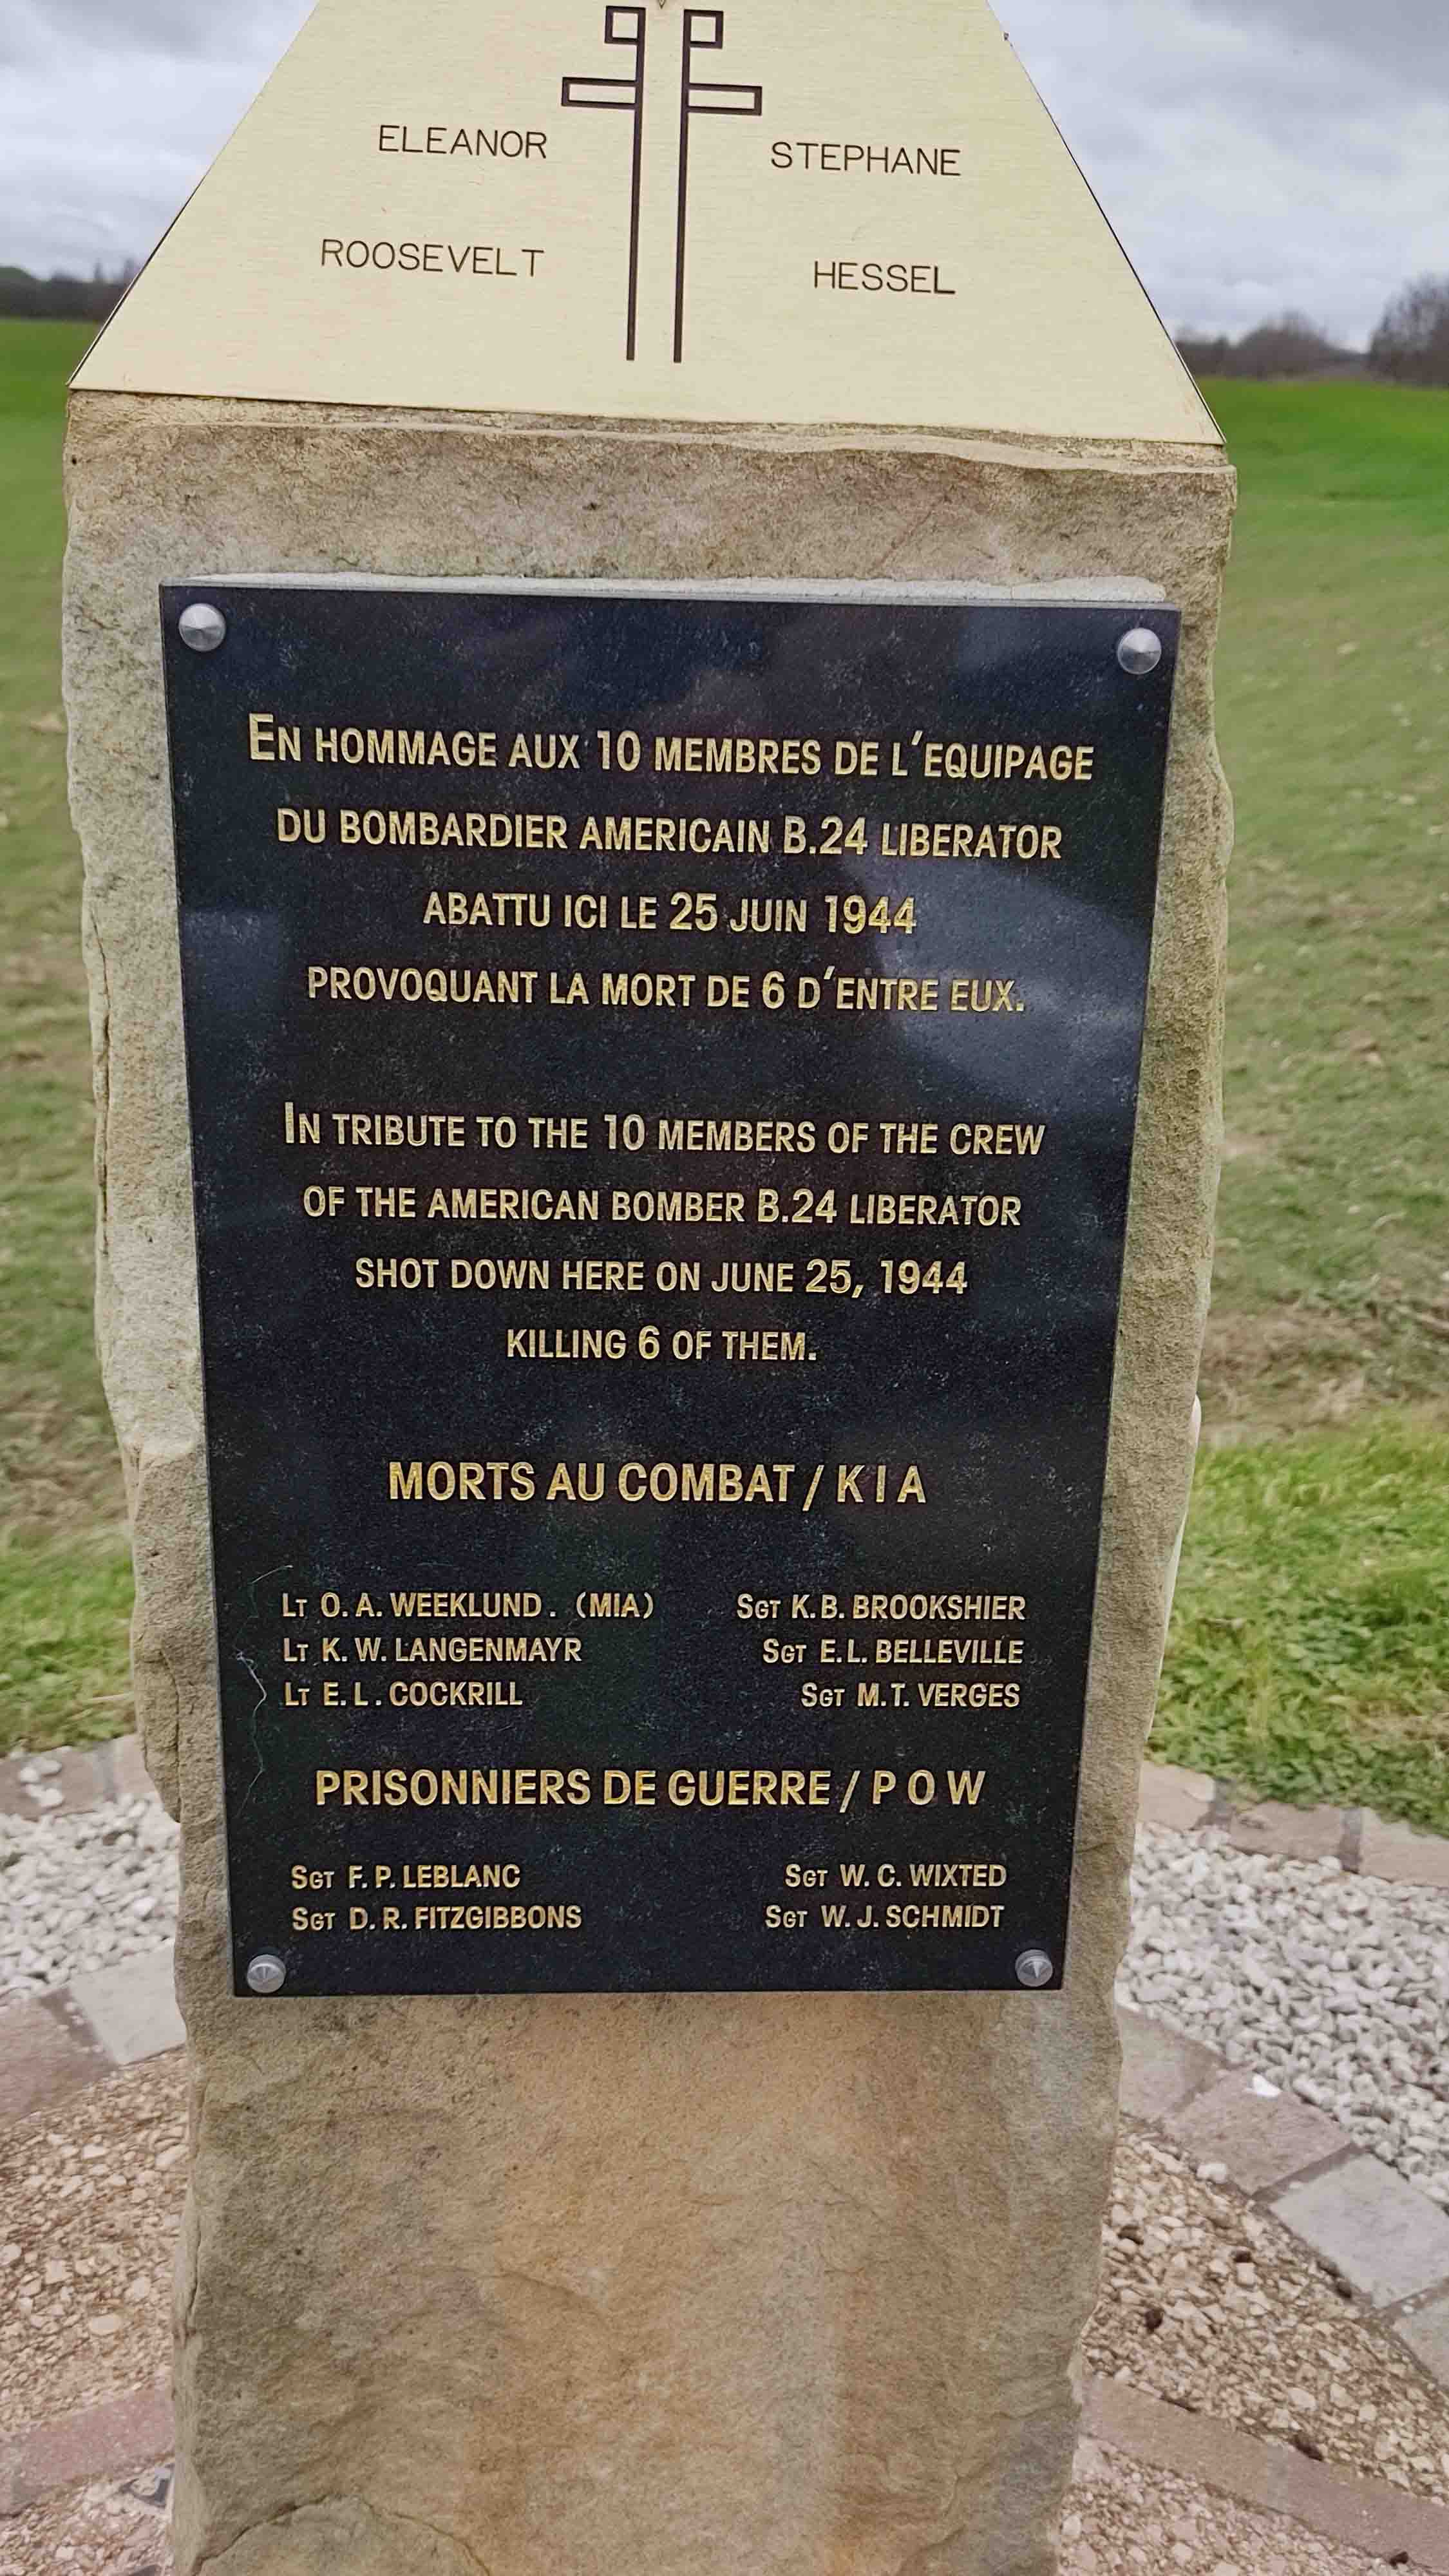 ELEANOR STEPHANE
ROOSEVELT HESSEL
EN HOMMAGE AUX 10 MEMBRES DE L'EQUIPAGE
DU BOMBARDIER AMERICAIN B.24 LIBERATOR
ABATTU ICI LE 25 JUIN 1944
PROVOQUANT LA MORT DE 6 D'ENTRE EUX.
IN TRIBUTE TO THE 10 MEMBERS OF THE CREW
OF THE AMERICAN BOMBER B.24 LIBERATOR
SHOT DOWN HERE ON JUNE 25, 1944
KILLING 6 OF THEM.
MORTS AU COMBAT / K I A
LT O. A. WEEKLUND . (MIA) SGT K. B. BROOKSHIER
LT K. W. LANGENMAYR SGT E. L. BELLEVILLE
LT E. L . COCKRILL SGT M.T. VERGES
PRISONNIERS DE GUERRE / P O W
SGT F. P. LEBLANC SGT W. C. WIXTED
SGT D. R. FITZGIBBONS SGT W. J. SCHMIDT